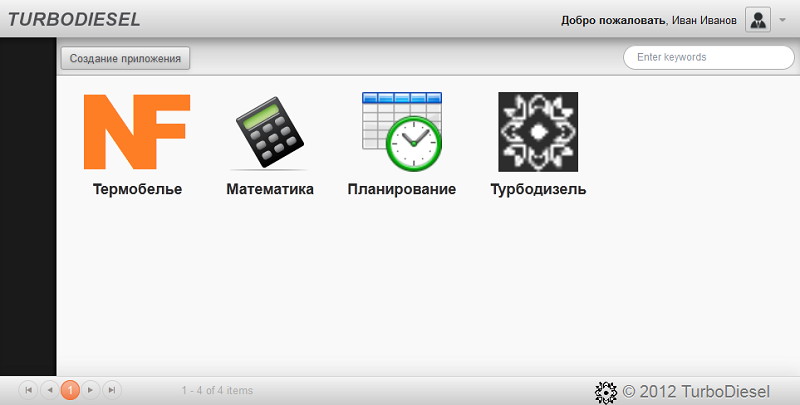 TURBODIESEL
Добро пожаловать, Иван Иванов
Создание приложения
Enter keywords
NF
Термобелье
Математика
Планирование
Турбодизель
1
1 - 4 of 4 items
© 2012 TurboDiesel